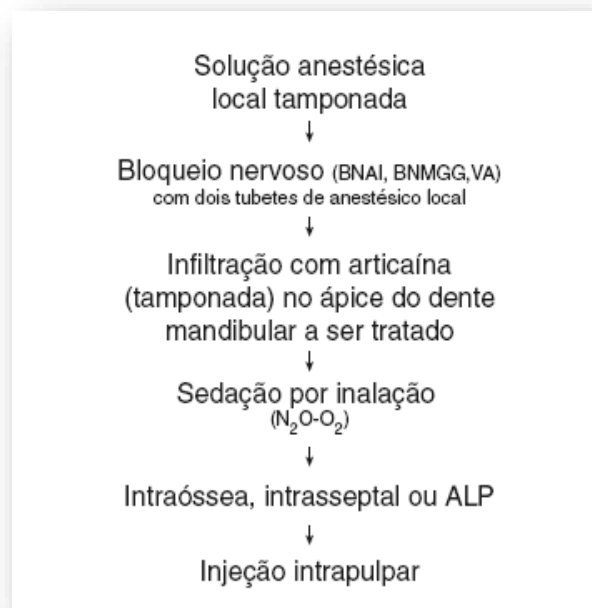 Solução anestésica
local tamponada
↓
Bloqueio nervoso (BNAI, BNMGG,VA)
com dois tubetes de anestésico local
↓
Infiltração com articaína
(tamponada) no ápice do dente
mandibular a ser tratado
↓
Sedação por inalação
(N₂O-O₂)
↓
Intraóssea, intrasseptal ou ALP
↓
Injeção intrapulpar